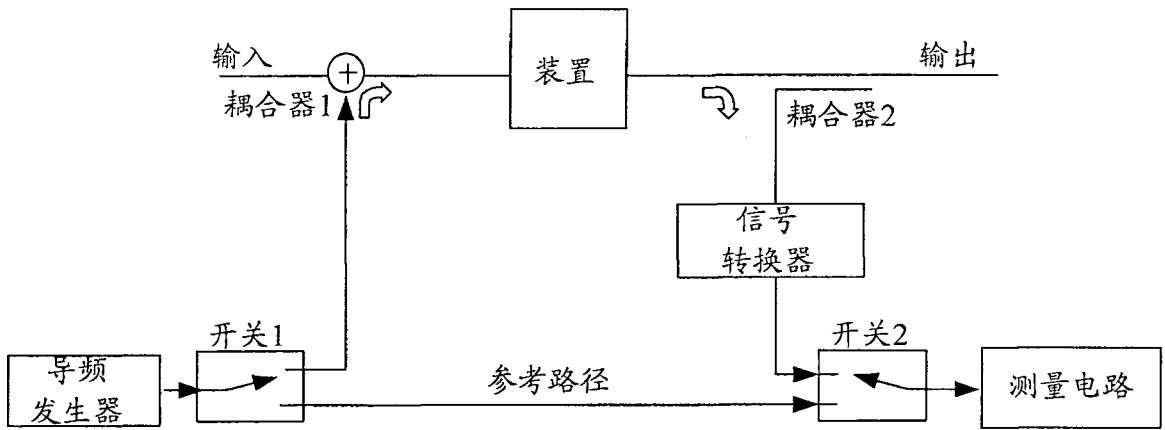 输入
装置
输出
耦合器1
耦合器2
信号
转换器
开关1
开关2
导频
发生器
参考路径
测量电路